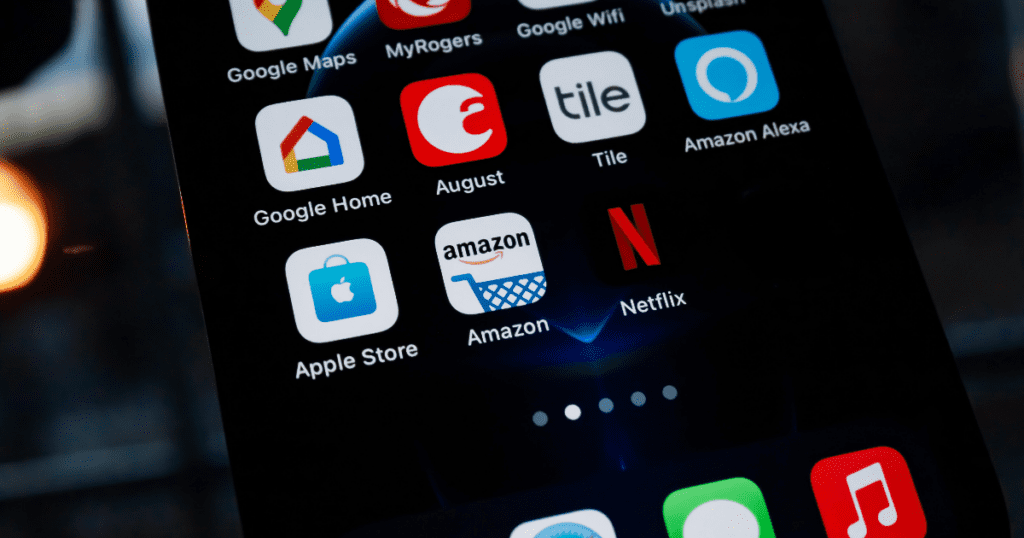 Google Maps
MyRogers
Google Wifi
Unsplash
Google Home
August
tile
Tile
Amazon Alexa
Apple Store
amazon
Amazon
N
Netflix